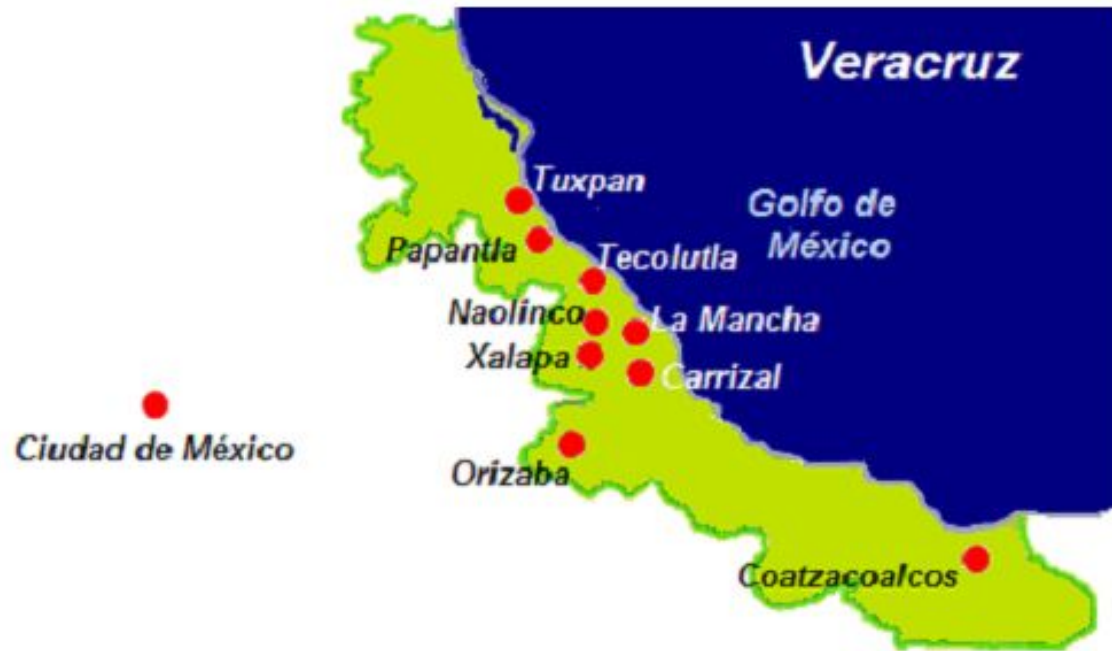 Veracruz
Tuxpan
Golfo de
México
Papantla
Tecolutla
Naolinco
La Mancha
Xalapa
Carrizal
Ciudad de México
Orizaba
Coatzacoalcos